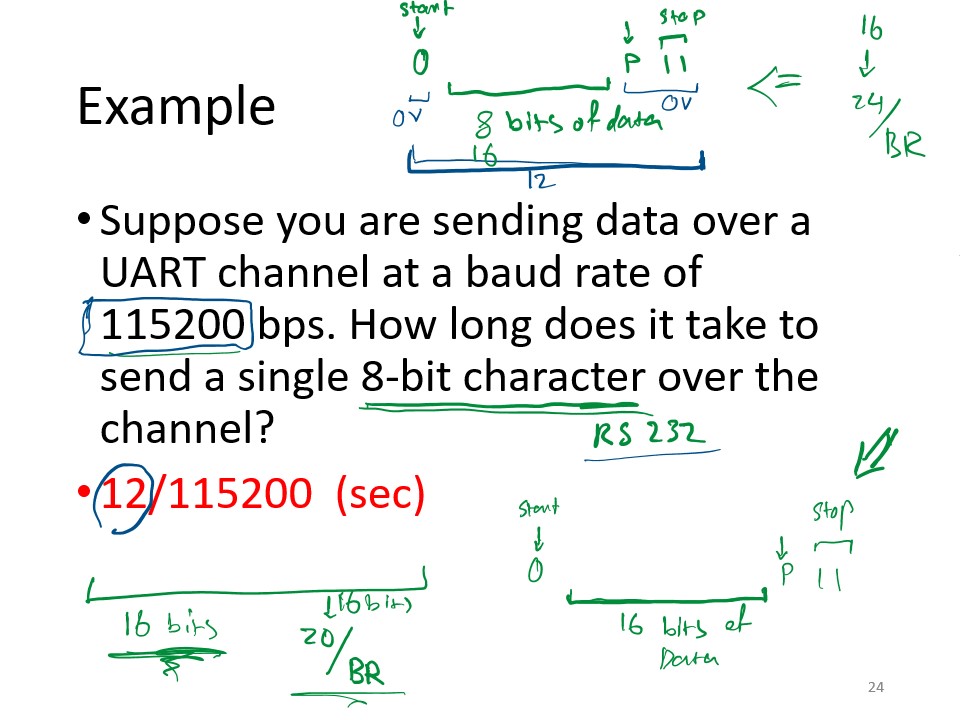 start
stop
0
P 11
<=
16
24/BR
ov
ov
8 bits of data
16
12
Example
• Suppose you are sending data over a
UART channel at a baud rate of
115200 bps. How long does it take to
send a single 8-bit character over the
channel?
RS 232
• 12/115200 (sec)
start
stop
0
P 11
16 bits of
Data
16 bits
(16 bits)
20/BR
24